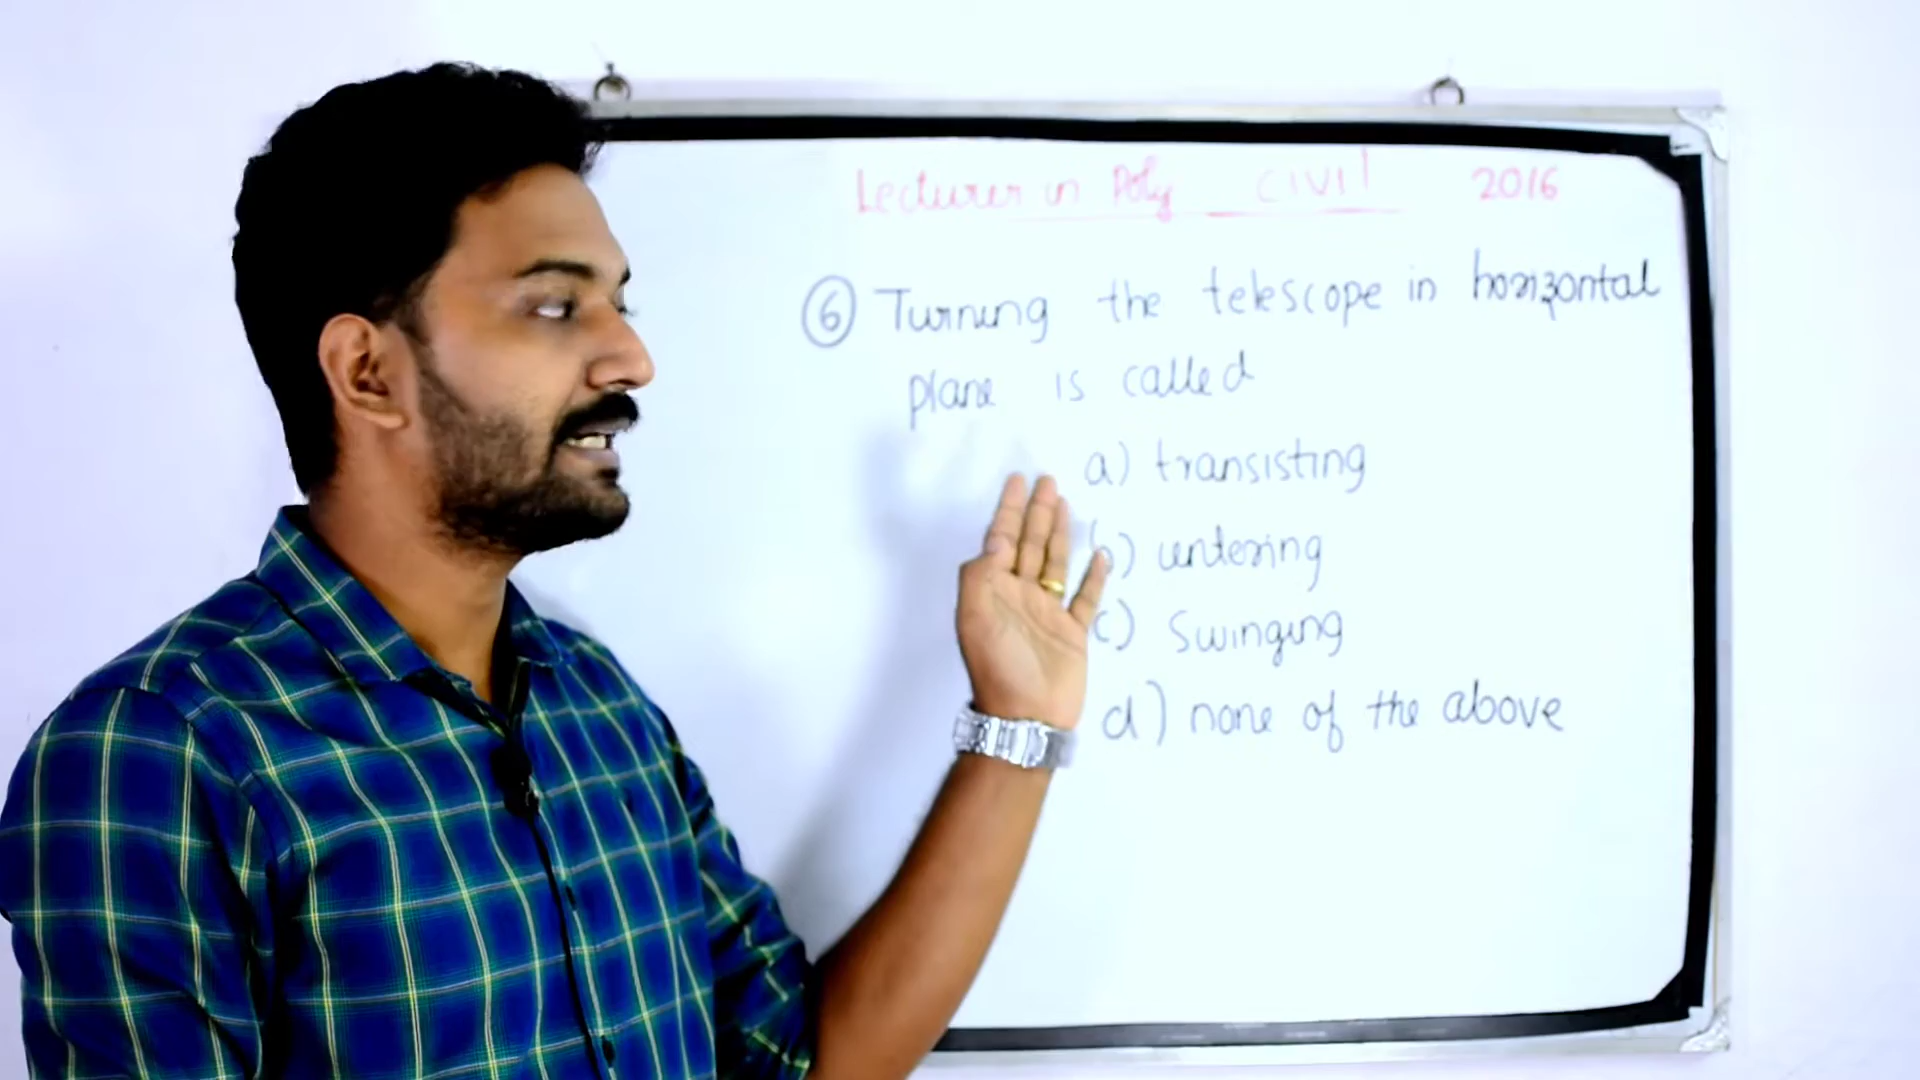 Lecturer in Poly CIVIl 2016
⑥ Turning the telescope in horizontal
plane is called
a) transisting
b) untering
c) Swinging
d) none of the above